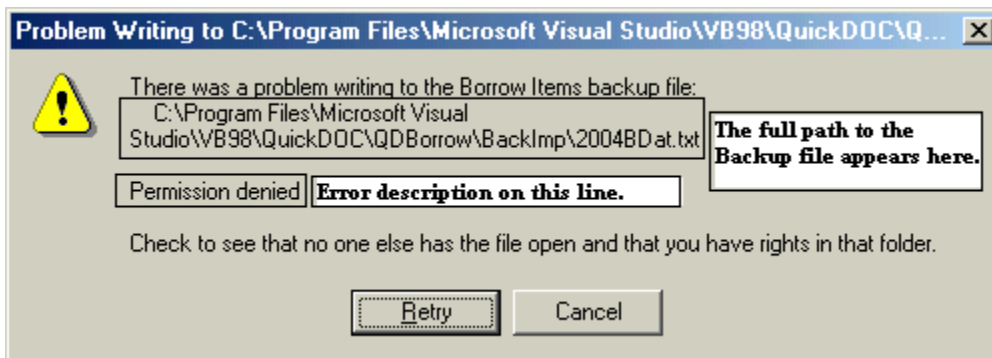 Problem Writing to C:\Program Files\Microsoft Visual Studio\VB98\QuickDOC\Q...
There was a problem writing to the Borrow Items backup file:
C:\Program Files\Microsoft Visual
Studio\VB98\QuickDOC\QDBorrow\BackImp\2004BDat.txt
The full path to the
Backup file appears here.
Permission denied
Error description on this line.
Check to see that no one else has the file open and that you have rights in that folder.
Retry
Cancel